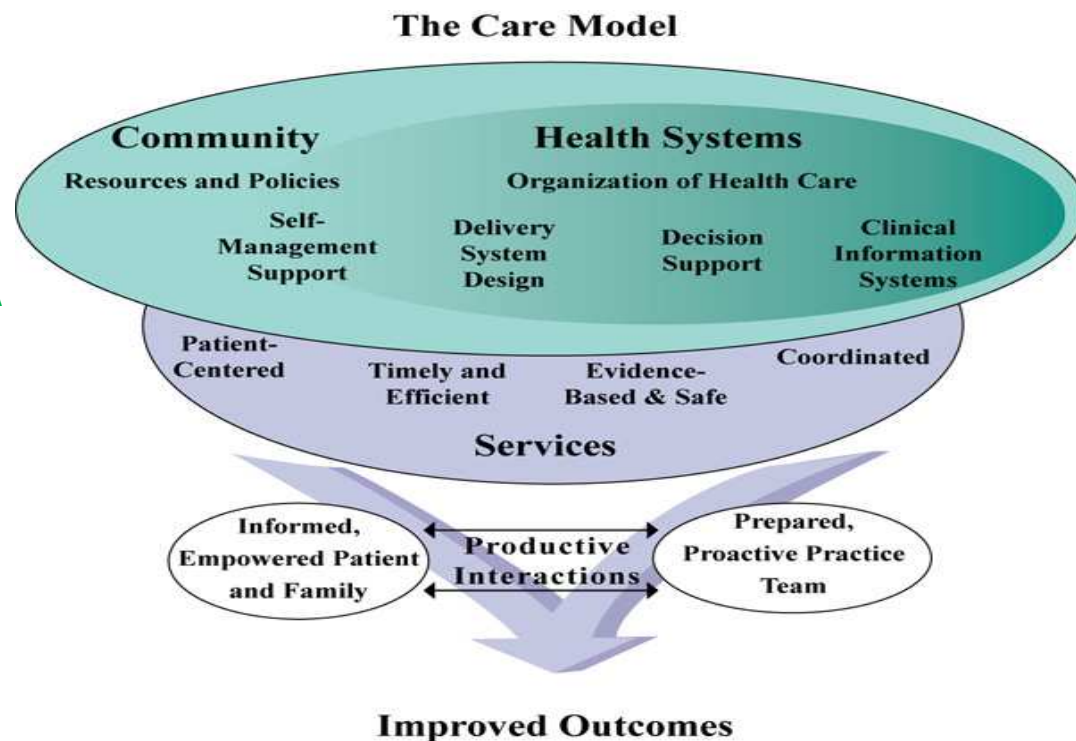 The Care Model
Community
Health Systems
Resources and Policies
Organization of Health Care
Self-
Management
Support
Delivery
System
Design
Decision
Support
Clinical
Information
Systems
Patient-
Centered
Timely and
Efficient
Evidence-
Based & Safe
Coordinated
Services
Informed,
Empowered Patient
and Family
Productive
Interactions
Prepared,
Proactive Practice
Team
Improved Outcomes